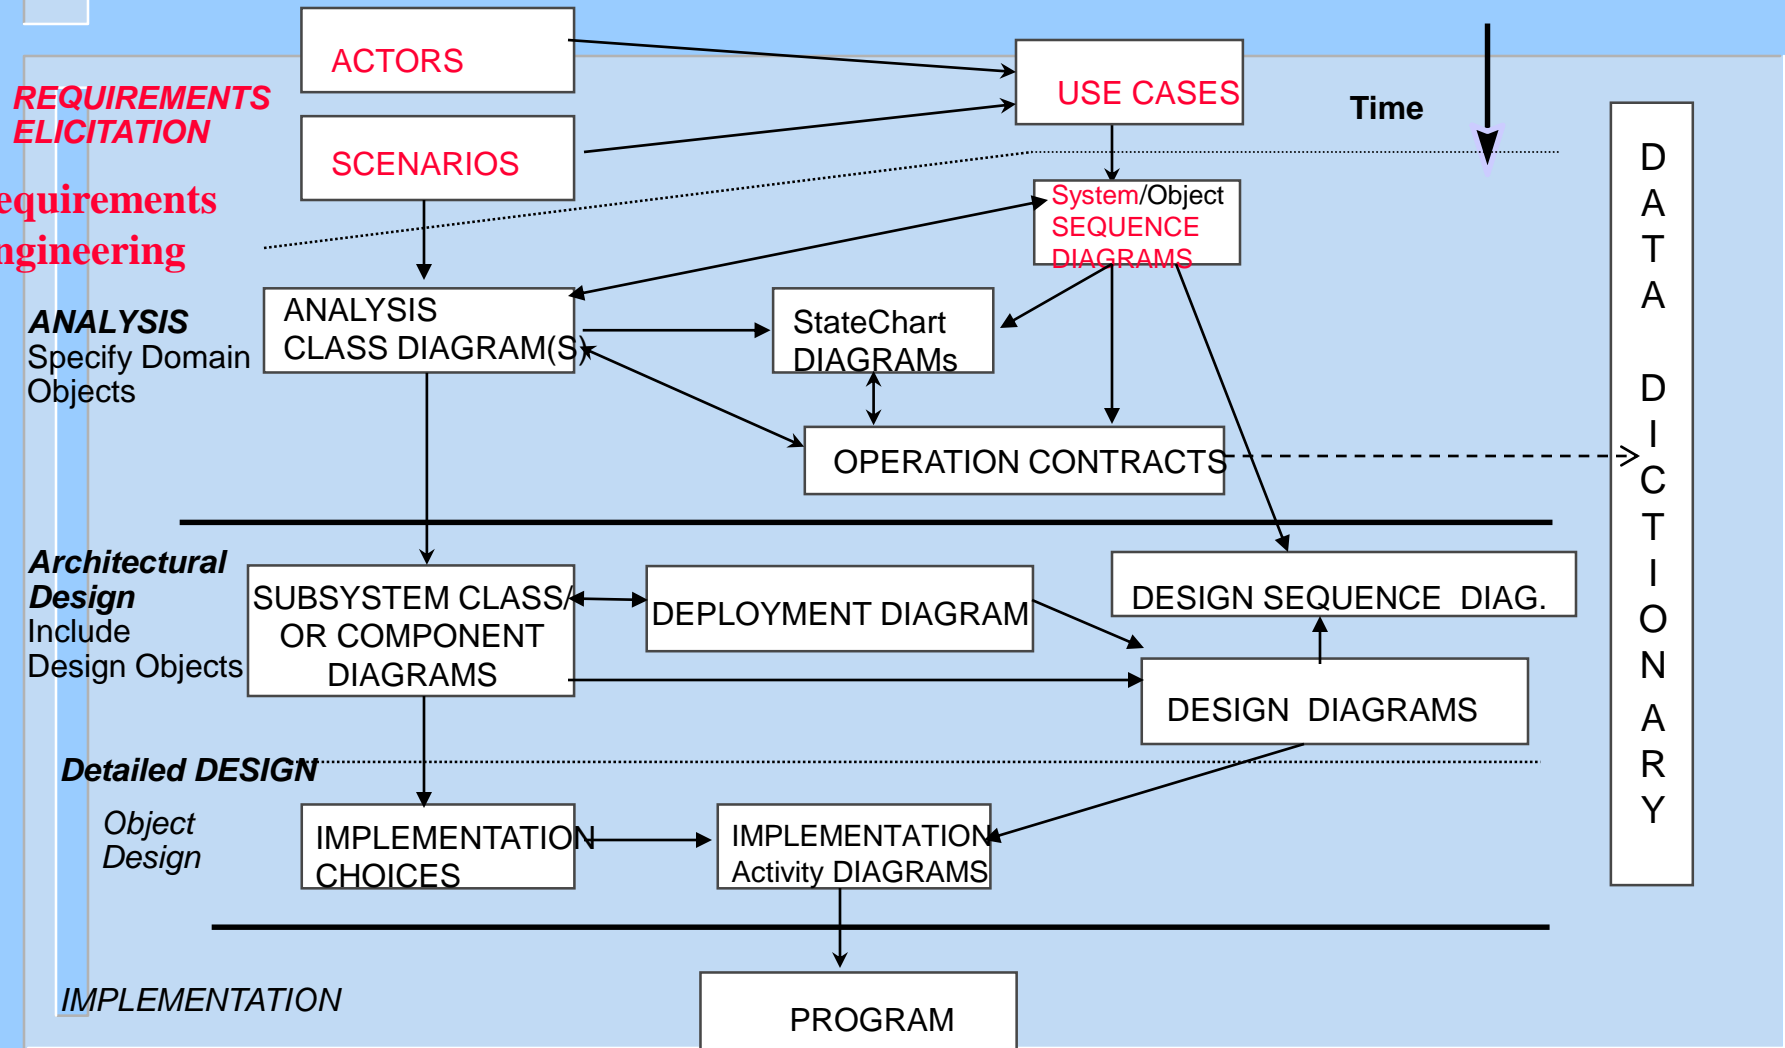 ACTORS
USE CASES
Time
REQUIREMENTS
ELICITATION
SCENARIOS
equirements
ngineering
System/Object
SEQUENCE
DIAGRAMS
ANALYSIS
Specify Domain
Objects
ANALYSIS
CLASS DIAGRAM(S)
StateChart
DIAGRAMs
OPERATION CONTRACTS
Architectural
Design
Include
Design Objects
SUBSYSTEM CLASS/
OR COMPONENT
DIAGRAMS
DEPLOYMENT DIAGRAM
DESIGN SEQUENCE DIAG.
DESIGN DIAGRAMS
Detailed DESIGN
Object
Design
IMPLEMENTATION
CHOICES
IMPLEMENTATION
Activity DIAGRAMS
IMPLEMENTATION
PROGRAM
D
A
T
A
D
I
C
T
I
O
N
A
R
Y